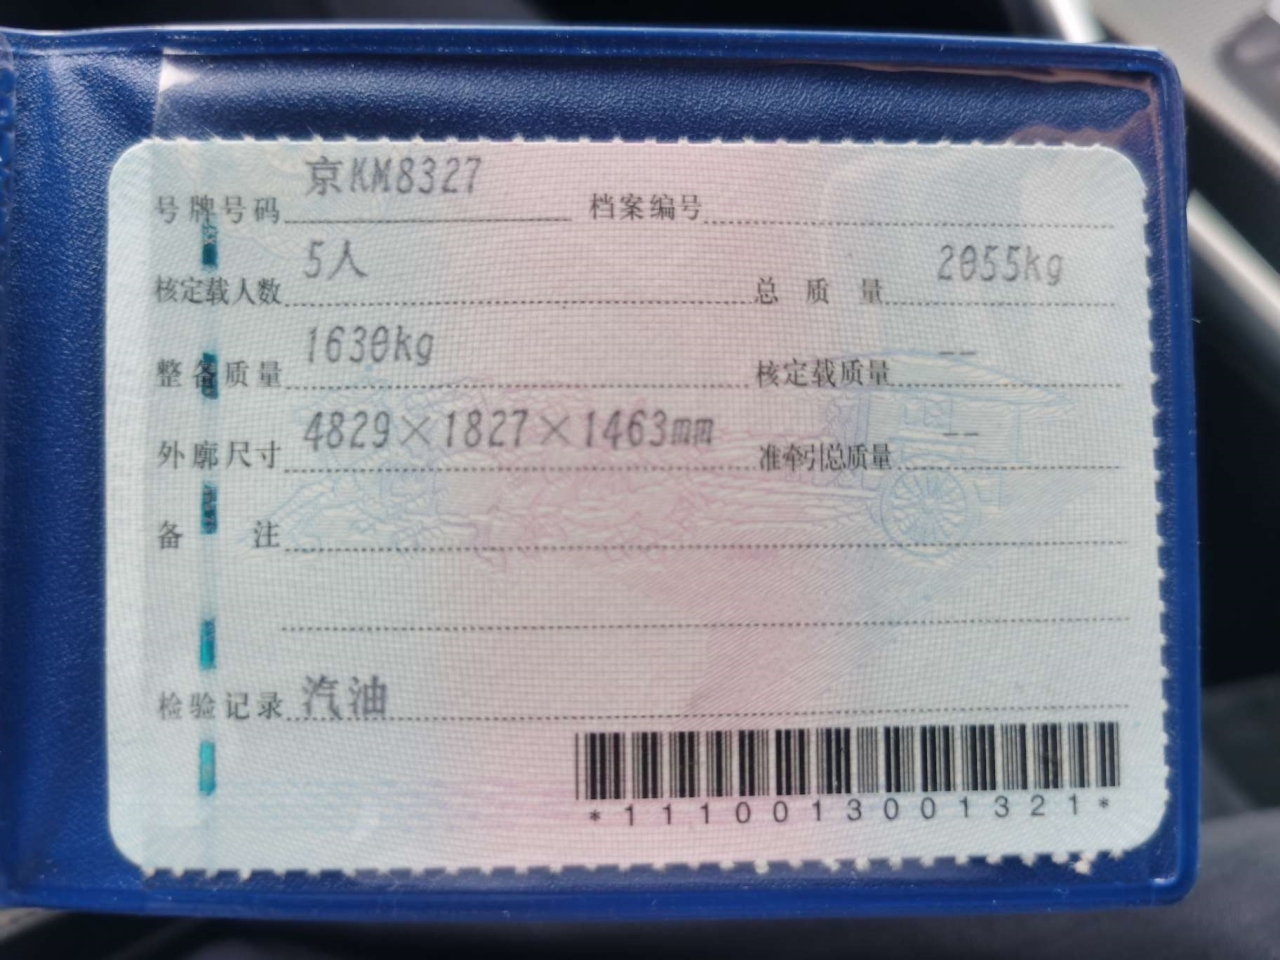 号牌号码 京KM8327 档案编号
核定载人数 5人 总质量 2055kg
整备质量 1630kg 核定载质量 --
外廓尺寸 4829×1827×1463mm 准牵引总质量 --
备注
检验记录 汽油
*1110013001321*